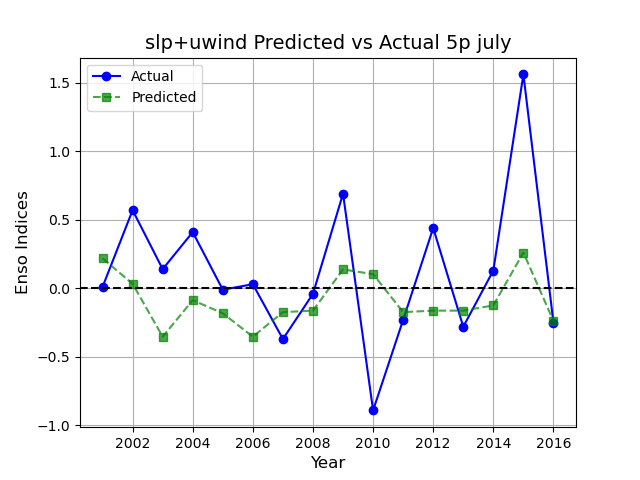 slp+uwind Predicted vs Actual 5p july
Actual
Predicted
Enso Indices
1.5
1.0
0.5
0.0
−0.5
−1.0
2002 2004 2006 2008 2010 2012 2014 2016
Year